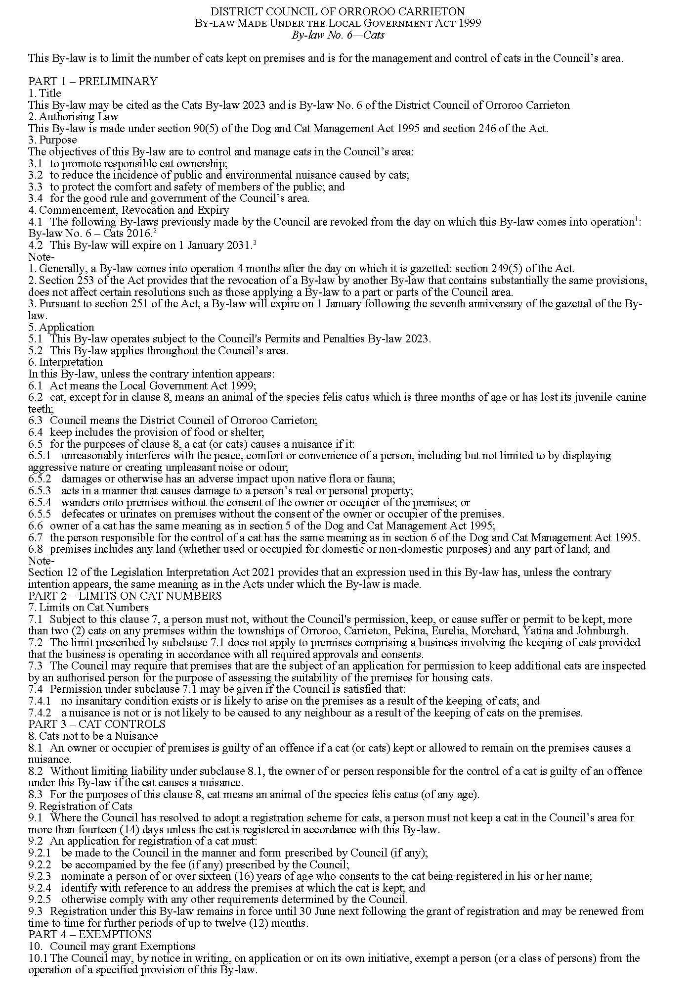 DISTRICT COUNCIL OF ORROROO CARRIETON
BY-LAW MADE UNDER THE LOCAL GOVERNMENT ACT 1999
By-law No. 6—Cats
This By-law is to limit the number of cats kept on premises and is for the management and control of cats in the Council’s area.
PART 1 – PRELIMINARY
1. Title
This By-law may be cited as the Cats By-law 2023 and is By-law No. 6 of the District Council of Orroroo Carrieton
2. Authorising Law
This By-law is made under section 90(5) of the Dog and Cat Management Act 1995 and section 246 of the Act.
3. Purpose
The objectives of this By-law are to control and manage cats in the Council’s area:
3.1 to promote responsible cat ownership;
3.2 to reduce the incidence of public and environmental nuisance caused by cats;
3.3 to protect the comfort and safety of members of the public; and
3.4 for the good rule and government of the Council’s area.
4. Commencement, Revocation and Expiry
4.1 The following By-laws previously made by the Council are revoked from the day on which this By-law comes into operation¹:
By-law No. 6 – Cats 2016.²
4.2 This By-law will expire on 1 January 2031.³
Note-
1. Generally, a By-law comes into operation 4 months after the day on which it is gazetted: section 249(5) of the Act.
2. Section 253 of the Act provides that the revocation of a By-law by another By-law that contains substantially the same provisions,
does not affect certain resolutions such as those applying a By-law to a part or parts of the Council area.
3. Pursuant to section 251 of the Act, a By-law will expire on 1 January following the seventh anniversary of the gazettal of the By-
law.
5. Application
5.1 This By-law operates subject to the Council's Permits and Penalties By-law 2023.
5.2 This By-law applies throughout the Council’s area.
6. Interpretation
In this By-law, unless the contrary intention appears:
6.1 Act means the Local Government Act 1999;
6.2 cat, except for in clause 8, means an animal of the species felis catus which is three months of age or has lost its juvenile canine
teeth;
6.3 Council means the District Council of Orroroo Carrieton;
6.4 keep includes the provision of food or shelter;
6.5 for the purposes of clause 8, a cat (or cats) causes a nuisance if it:
6.5.1 unreasonably interferes with the peace, comfort or convenience of a person, including but not limited to by displaying
aggressive nature or creating unpleasant noise or odour;
6.5.2 damages or otherwise has an adverse impact upon native flora or fauna;
6.5.3 acts in a manner that causes damage to a person’s real or personal property;
6.5.4 wanders onto premises without the consent of the owner or occupier of the premises; or
6.5.5 defecates or urinates on premises without the consent of the owner or occupier of the premises.
6.6 owner of a cat has the same meaning as in section 5 of the Dog and Cat Management Act 1995;
6.7 the person responsible for the control of a cat has the same meaning as in section 6 of the Dog and Cat Management Act 1995.
6.8 premises includes any land (whether used or occupied for domestic or non-domestic purposes) and any part of land; and
Note-
Section 12 of the Legislation Interpretation Act 2021 provides that an expression used in this By-law has, unless the contrary
intention appears, the same meaning as in the Acts under which the By-law is made.
PART 2 – LIMITS ON CAT NUMBERS
7. Limits on Cat Numbers
7.1 Subject to this clause 7, a person must not, without the Council's permission, keep, or cause suffer or permit to be kept, more
than two (2) cats on any premises within the townships of Orroroo, Carrieton, Pekina, Eurelia, Morchard, Yatina and Johnburgh.
7.2 The limit prescribed by subclause 7.1 does not apply to premises comprising a business involving the keeping of cats provided
that the business is operating in accordance with all required approvals and consents.
7.3 The Council may require that premises that are the subject of an application for permission to keep additional cats are inspected
by an authorised person for the purpose of assessing the suitability of the premises for housing cats.
7.4 Permission under subclause 7.1 may be given if the Council is satisfied that:
7.4.1 no insanitary condition exists or is likely to arise on the premises as a result of the keeping of cats; and
7.4.2 a nuisance is not or is not likely to be caused to any neighbour as a result of the keeping of cats on the premises.
PART 3 – CAT CONTROLS
8. Cats not to be a Nuisance
8.1 An owner or occupier of premises is guilty of an offence if a cat (or cats) kept or allowed to remain on the premises causes a
nuisance.
8.2 Without limiting liability under subclause 8.1, the owner of or person responsible for the control of a cat is guilty of an offence
under this By-law if the cat causes a nuisance.
8.3 For the purposes of this clause 8, cat means an animal of the species felis catus (of any age).
9. Registration of Cats
9.1 Where the Council has resolved to adopt a registration scheme for cats, a person must not keep a cat in the Council’s area for
more than fourteen (14) days unless the cat is registered in accordance with this By-law.
9.2 An application for registration of a cat must:
9.2.1 be made to the Council in the manner and form prescribed by Council (if any);
9.2.2 be accompanied by the fee (if any) prescribed by the Council;
9.2.3 nominate a person of or over sixteen (16) years of age who consents to the cat being registered in his or her name;
9.2.4 identify with reference to an address the premises at which the cat is kept; and
9.2.5 otherwise comply with any other requirements determined by the Council.
9.3 Registration under this By-law remains in force until 30 June next following the grant of registration and may be renewed from
time to time for further periods of up to twelve (12) months.
PART 4 – EXEMPTIONS
10. Council may grant Exemptions
10.1 The Council may, by notice in writing, on application or on its own initiative, exempt a person (or a class of persons) from the
operation of a specified provision of this By-law.